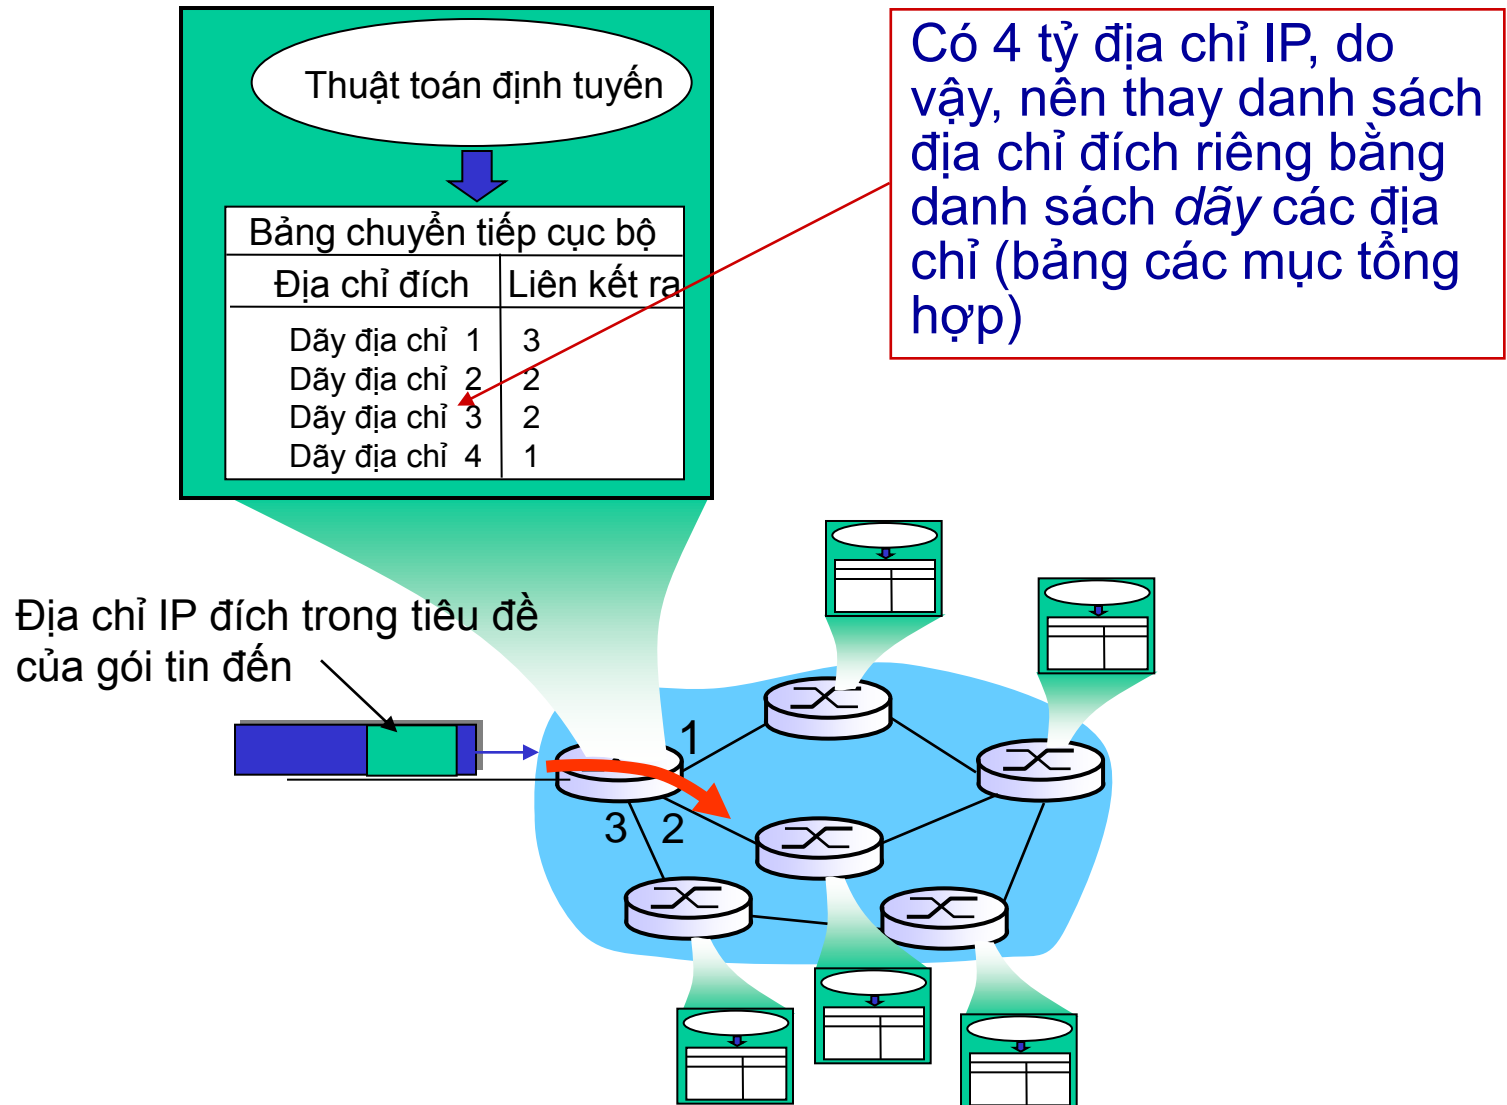 Thuật toán định tuyến
Bảng chuyển tiếp cục bộ
Địa chỉ đích Liên kết ra
Dãy địa chỉ 1 3
Dãy địa chỉ 2 2
Dãy địa chỉ 3 2
Dãy địa chỉ 4 1
Có 4 tỷ địa chỉ IP, do
vậy, nên thay danh sách
địa chỉ đích riêng bằng
danh sách dãy các địa
chỉ (bảng các mục tổng
hợp)
Địa chỉ IP đích trong tiêu đề
của gói tin đến
1
3 2